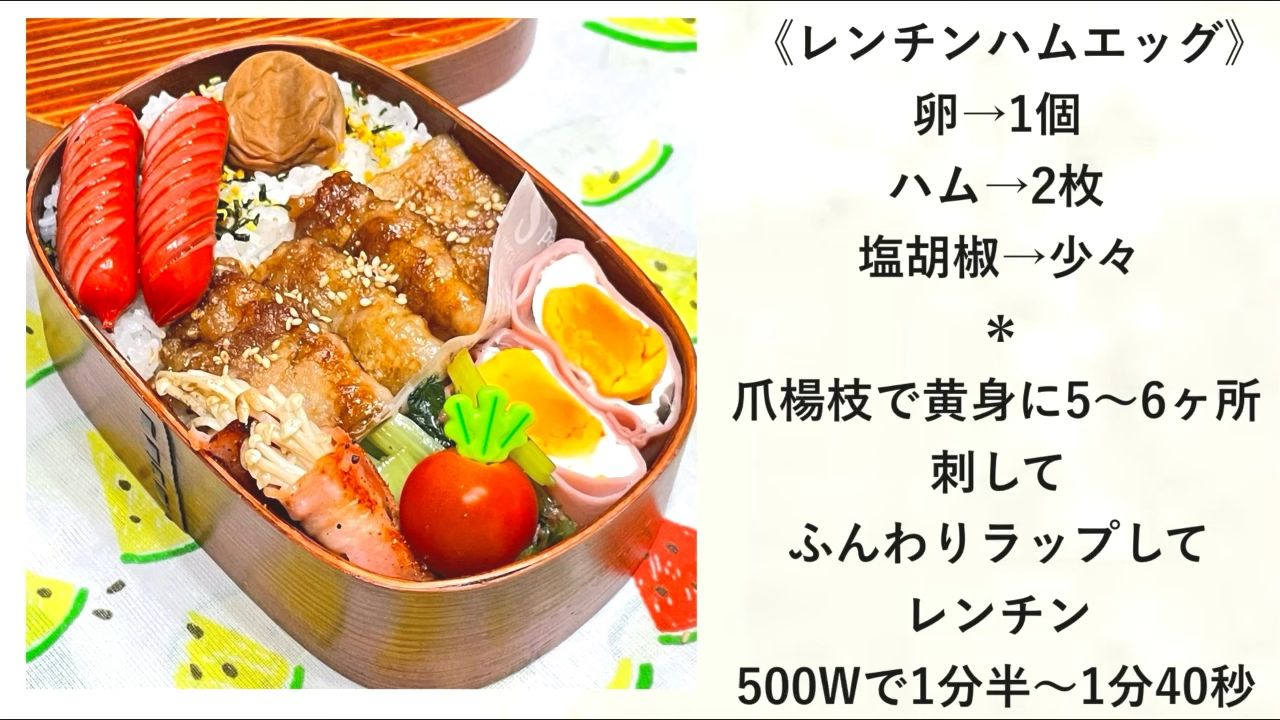 《レンチンハムエッグ》
卵→1個
ハム→2枚
塩胡椒→少々
*
爪楊枝で黄身に5〜6ヶ所
刺して
ふんわりラップして
レンチン
500Wで1分半〜1分40秒